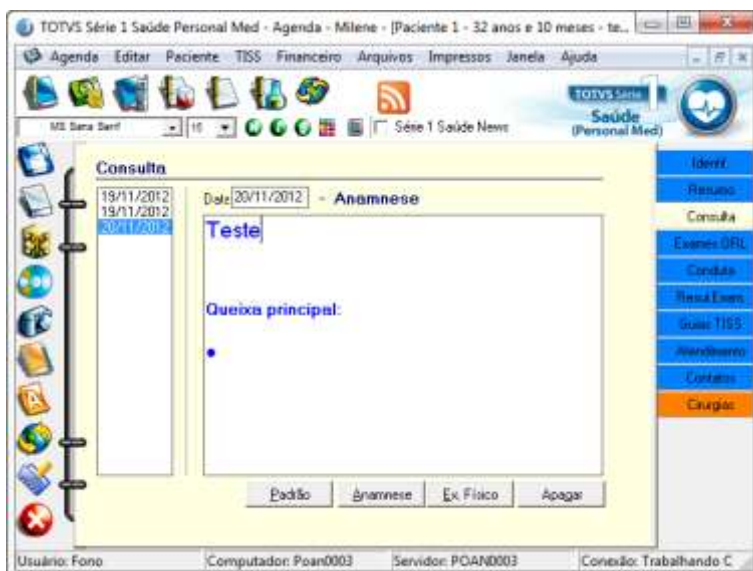 TOTVS Série 1 Saúde Personal Med - Agenda - Milene - [Paciente 1 - 32 anos e 10 meses - te...
Agenda Editar Paciente TISS Financeiro Arquivos Impressos Janela Ajuda
MS Sans Serif 16 Série 1 Saúde News
TOTVS Série 1
Saúde
(Personal Med)
Consulta
19/11/2012
19/11/2012
20/11/2012
Data 20/11/2012 - Anamnese
Teste
Queixa principal:
•
Padrão Anamnese Ex. Físico Apagar
Identif.
Resumo
Consulta
Exames ORL
Conduta
Resul.Exam.
Guias TISS
Atendimento
Contatos
Cirurgias
Usuário: Fono Computador: Poan0003 Servidor: POAN0003 Conexão: Trabalhando C